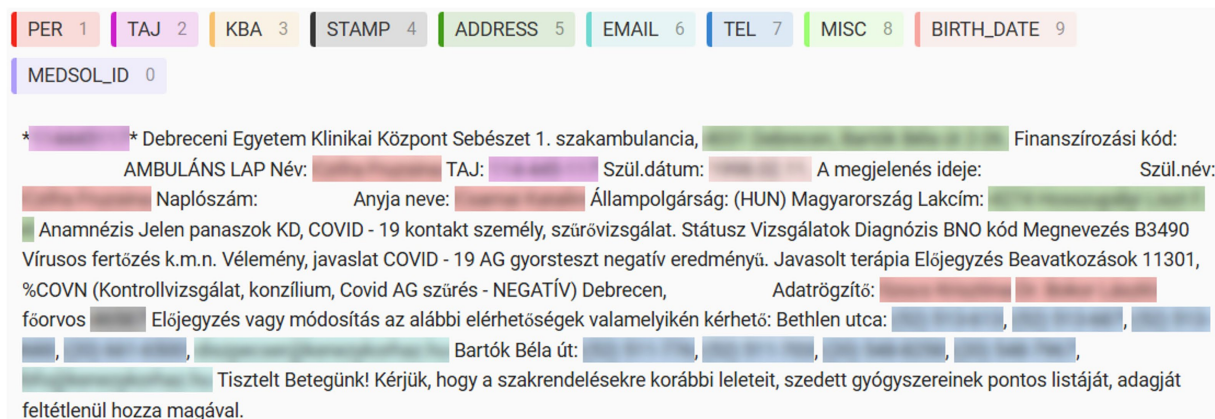 PER 1 TAJ 2 KBA 3 STAMP 4 ADDRESS 5 EMAIL 6 TEL 7 MISC 8 BIRTH_DATE 9
MEDSOL_ID 0
* * Debreceni Egyetem Klinikai Központ Sebészet 1. szakambulancia, Finanszírozási kód:
AMBULÁNS LAP Név: TAJ: Szül.dátum: A megjelenés ideje: Szül.név:
Naplószám: Anyja neve: Állampolgárság: (HUN) Magyarország Lakcím:
Anamnézis Jelen panaszok KD, COVID - 19 kontakt személy, szűrővizsgálat. Státusz Vizsgálatok Diagnózis BNO kód Megnevezés B3490
Vírusos fertőzés k.m.n. Vélemény, javaslat COVID - 19 AG gyorsteszt negatív eredményű. Javasolt terápia Előjegyzés Beavatkozások 11301,
%COVN (Kontrollvizsgálat, konzílium, Covid AG szűrés - NEGATÍV) Debrecen, Adatrögzítő:
főorvos Előjegyzés vagy módosítás az alábbi elérhetőségek valamelyikén kérhető: Bethlen utca: , ,
, , Bartók Béla út: , , , ,
Tisztelt Betegünk! Kérjük, hogy a szakrendelésekre korábbi leleteit, szedett gyógyszereinek pontos listáját, adagját
feltétlenül hozza magával.